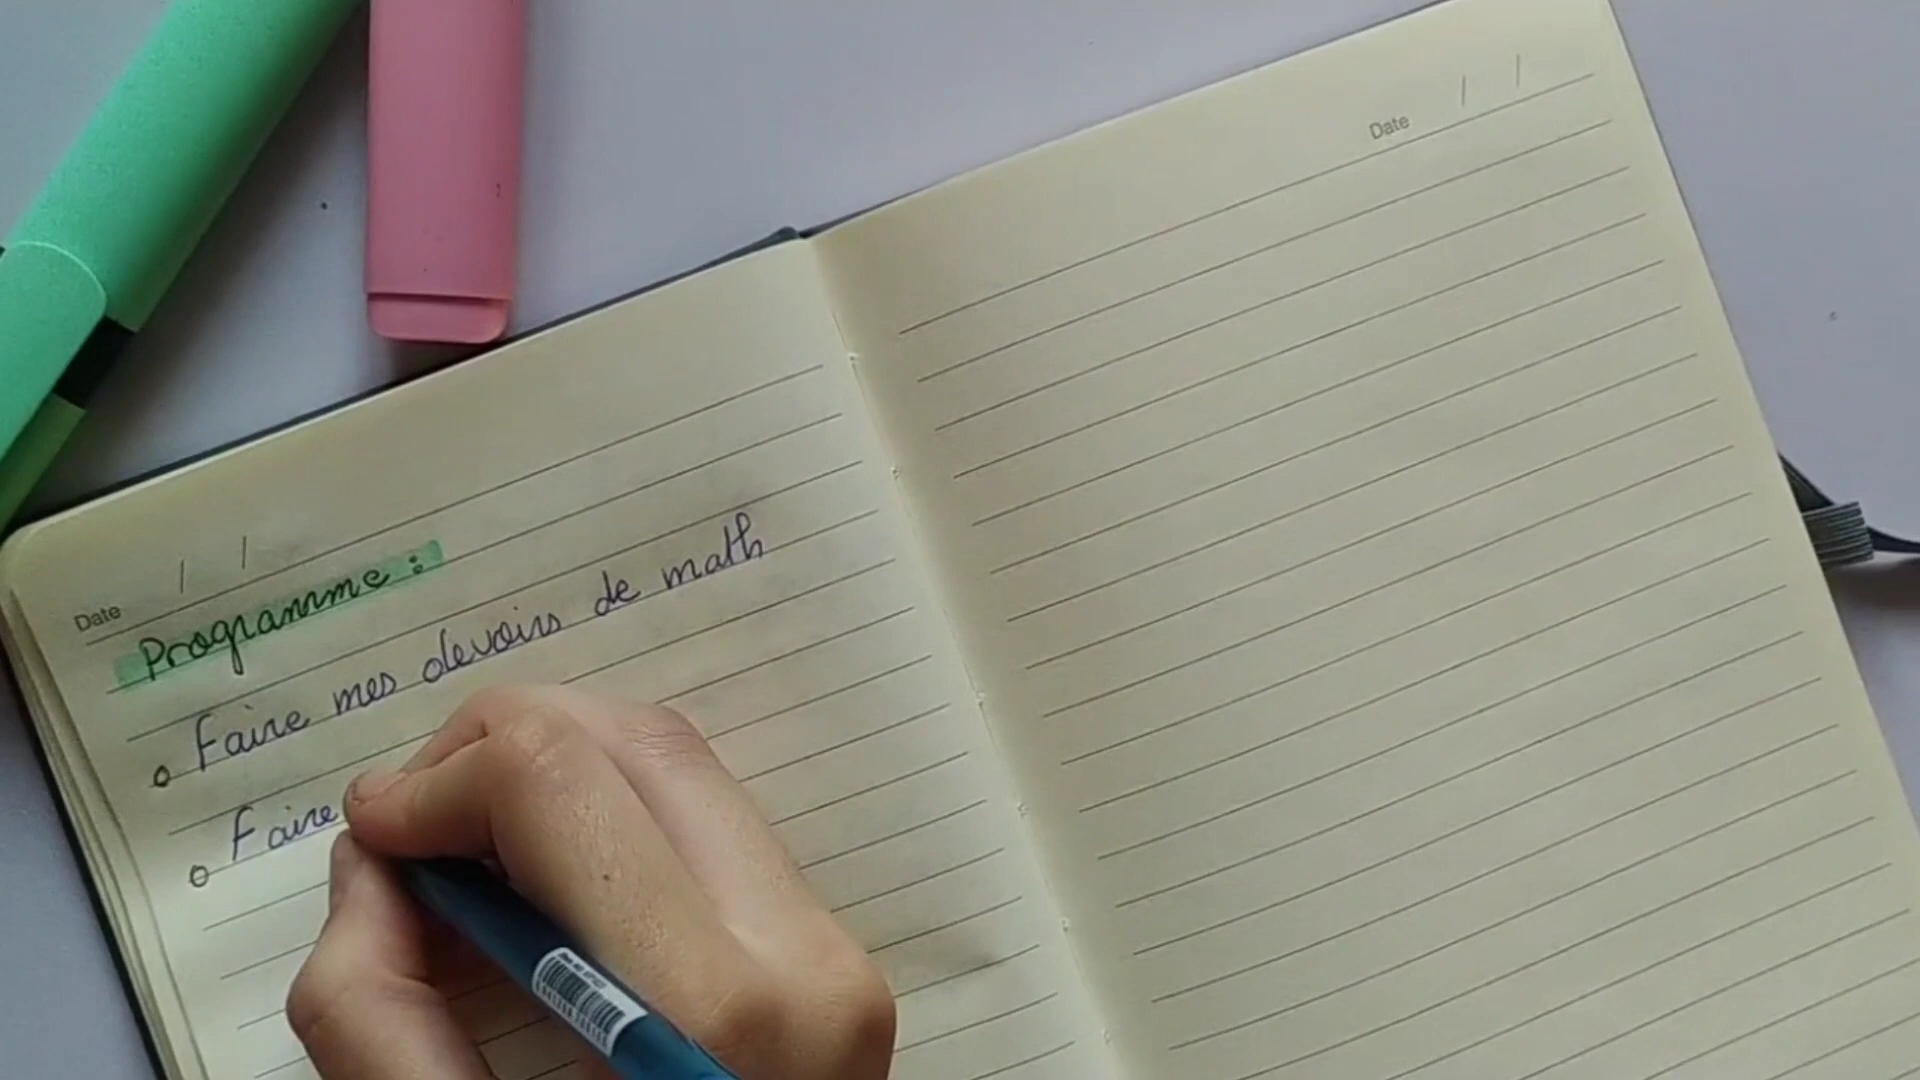 Date / /
Date / /
Programme :
o Faire mes devoirs de math
o Faire